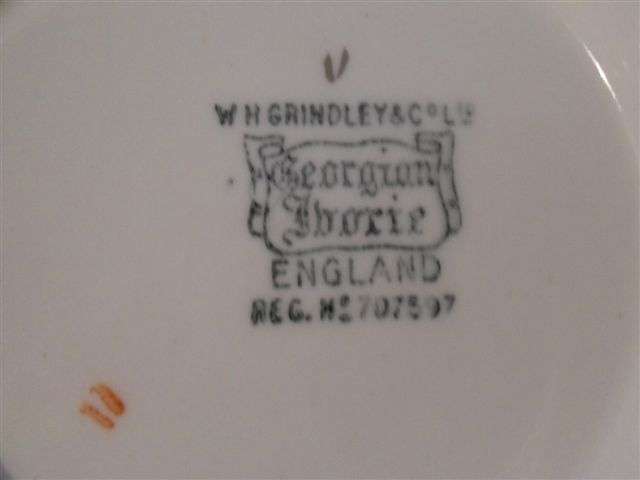 V
W H GRINDLEY & Co LTD
Georgian
Ivorie
ENGLAND
REG. No 707597